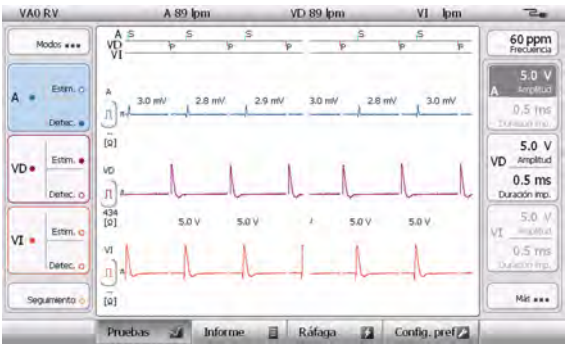 VA0 RV
A 89 lpm
VD 89 lpm
VI lpm
Modos
A
Estim.
Detec.
VD
Estim.
Detec.
VI
Estim.
Detec.
Seguimiento
A S S S S S
VD P P P P P
VI
A
3.0 mV 2.8 mV 2.9 mV 3.0 mV 2.8 mV 3.0 mV
[Ω]
VD
434
[Ω]
5.0 V 5.0 V 5.0 V 5.0 V
VI
[Ω]
60 ppm
Frecuencia
5.0 V
A Amplitud
0.5 ms
Duración imp.
5.0 V
VD Amplitud
0.5 ms
Duración imp.
5.0 V
VI Amplitud
0.5 ms
Duración imp.
Más
Pruebas Informe Ráfaga Config. pref